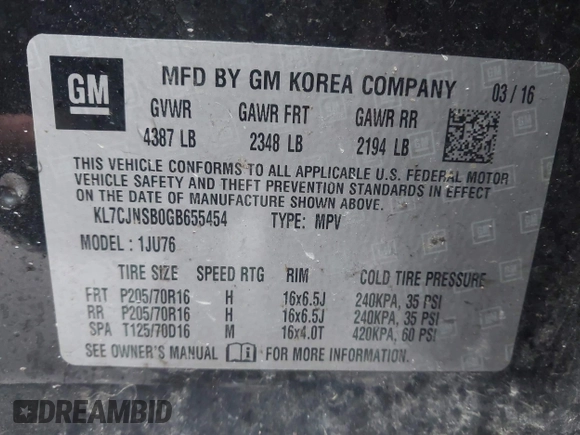 GM MFD BY GM KOREA COMPANY 03 / 16
GVWR GAWR FRT GAWR RR
4387 LB 2348 LB 2194 LB
THIS VEHICLE CONFORMS TO ALL APPLICABLE U.S. FEDERAL MOTOR
VEHICLE SAFETY AND THEFT PREVENTION STANDARDS IN EFFECT
ON THE DATE OF MANUFACTURE SHOWN ABOVE.
KL7CJNSB0GB655454 TYPE: MPV
MODEL : 1JU76
TIRE SIZE SPEED RTG RIM COLD TIRE PRESSURE
FRT P205/70R16 H 16x6.5J 240KPA, 35 PSI
RR P205/70R16 H 16x6.5J 240KPA, 35 PSI
SPA T125/70D16 M 16x4.0T 420KPA, 60 PSI
SEE OWNER'S MANUAL FOR MORE INFORMATION.
DREAMBID